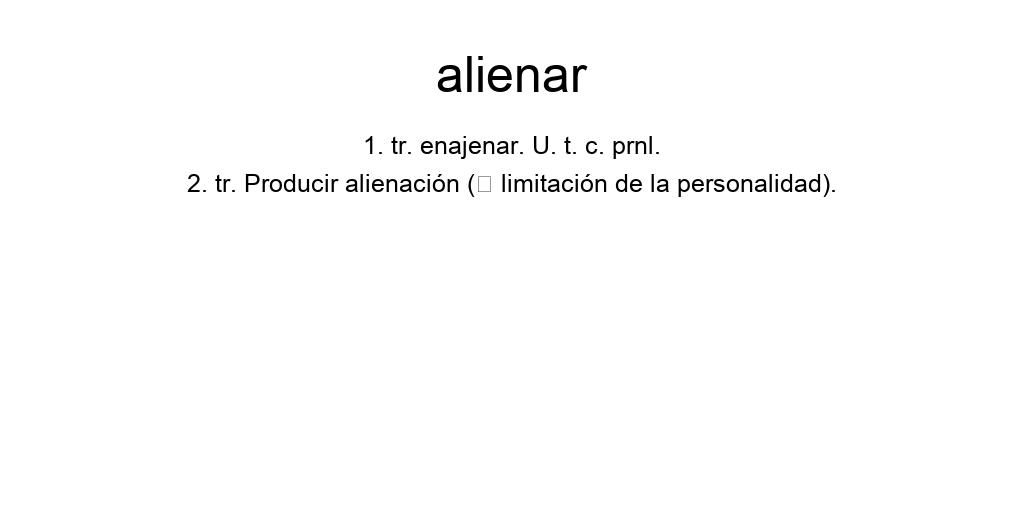 alienar
1. tr. enajenar. U. t. c. prnl.
2. tr. Producir alienación (□ limitación de la personalidad).